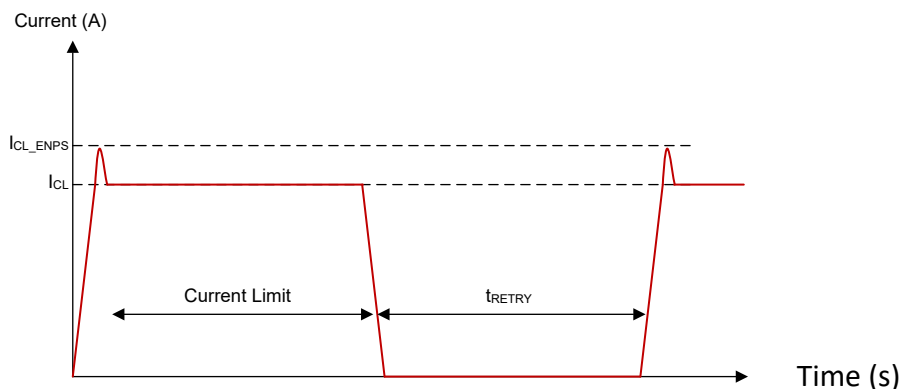 Current (A)
ICL_ENPS
ICL
Current Limit
tRETRY
Time (s)